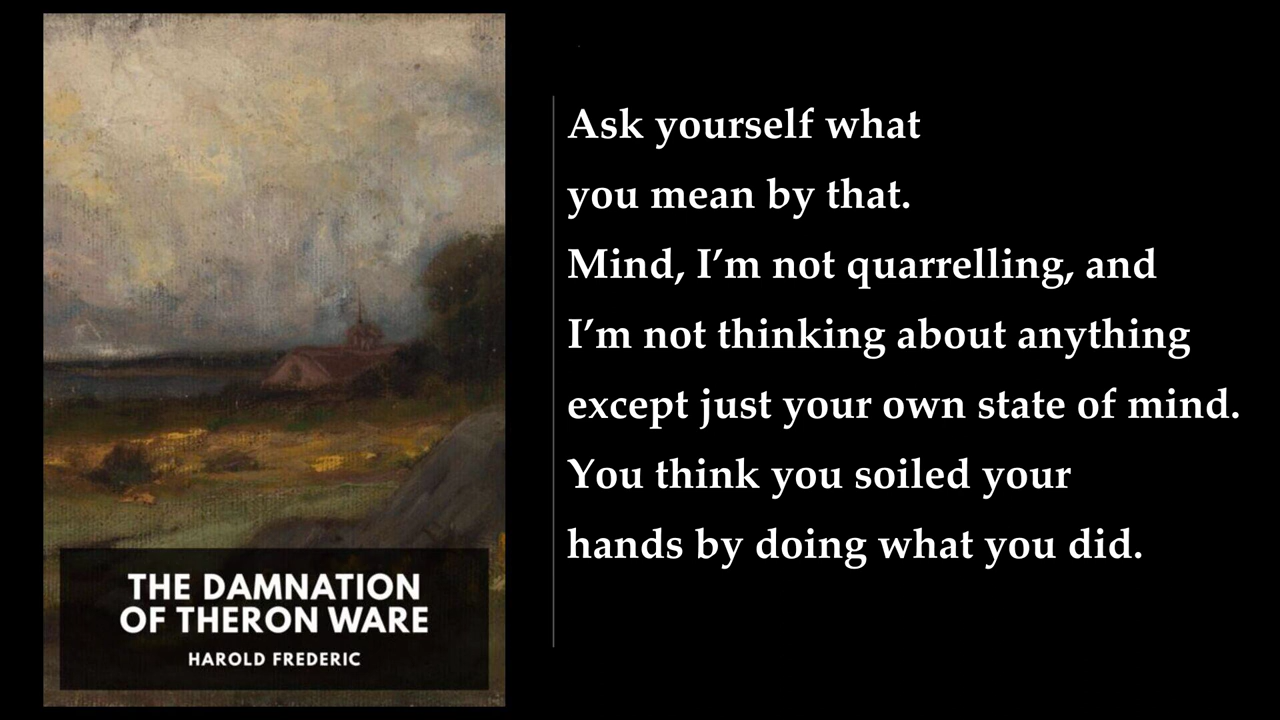 THE DAMNATION
OF THERON WARE
HAROLD FREDERIC
Ask yourself what
you mean by that.
Mind, I’m not quarrelling, and
I’m not thinking about anything
except just your own state of mind.
You think you soiled your
hands by doing what you did.